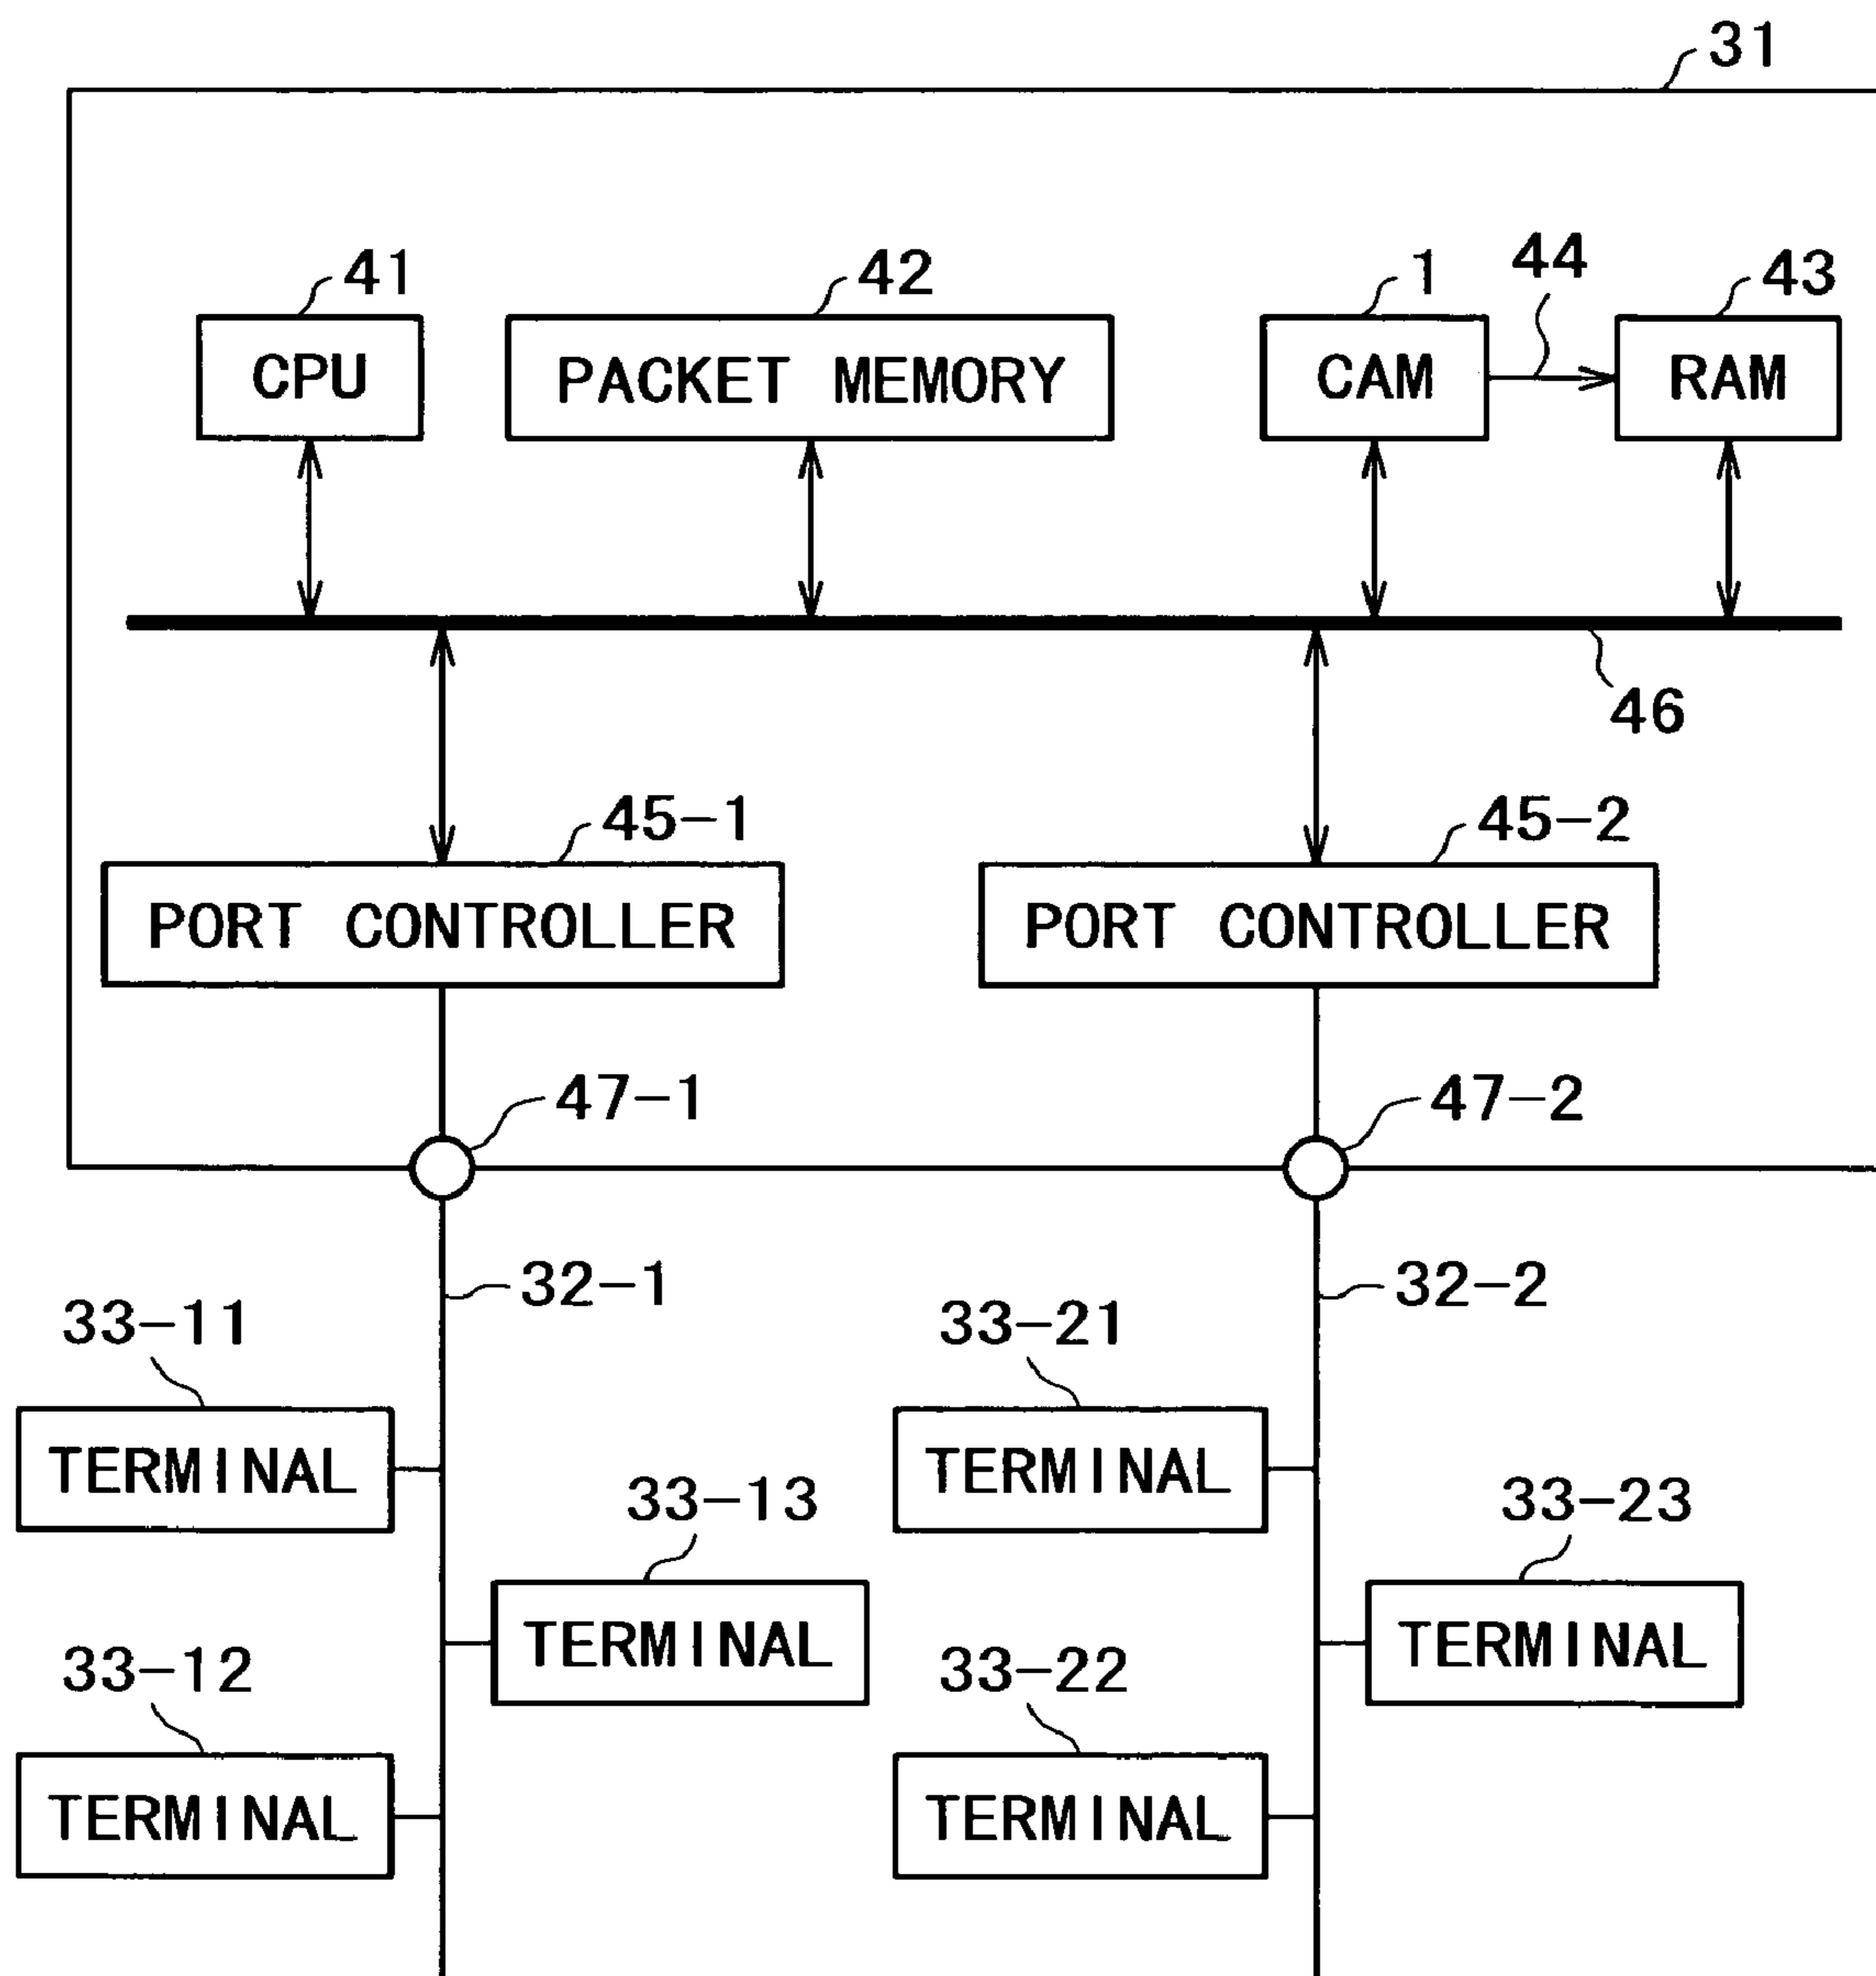 31
41
42
1
44
43
CPU
PACKET MEMORY
CAM
RAM
46
45-1
45-2
PORT CONTROLLER
PORT CONTROLLER
47-1
47-2
32-1
32-2
33-11
33-21
TERMINAL
TERMINAL
33-13
33-23
TERMINAL
TERMINAL
33-12
33-22
TERMINAL
TERMINAL